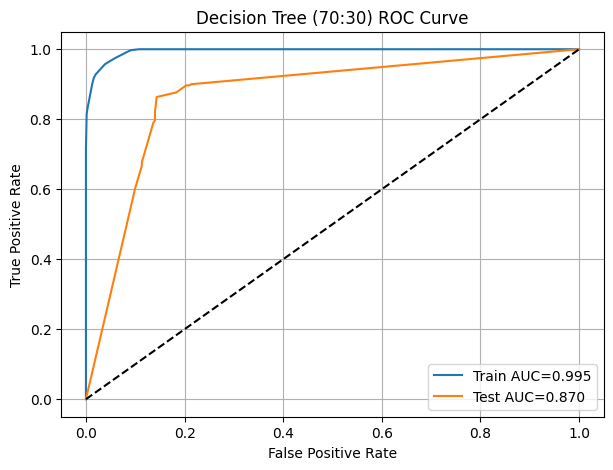 Decision Tree (70:30) ROC Curve
True Positive Rate
1.0
0.8
0.6
0.4
0.2
0.0
0.0 0.2 0.4 0.6 0.8 1.0
False Positive Rate
Train AUC=0.995
Test AUC=0.870